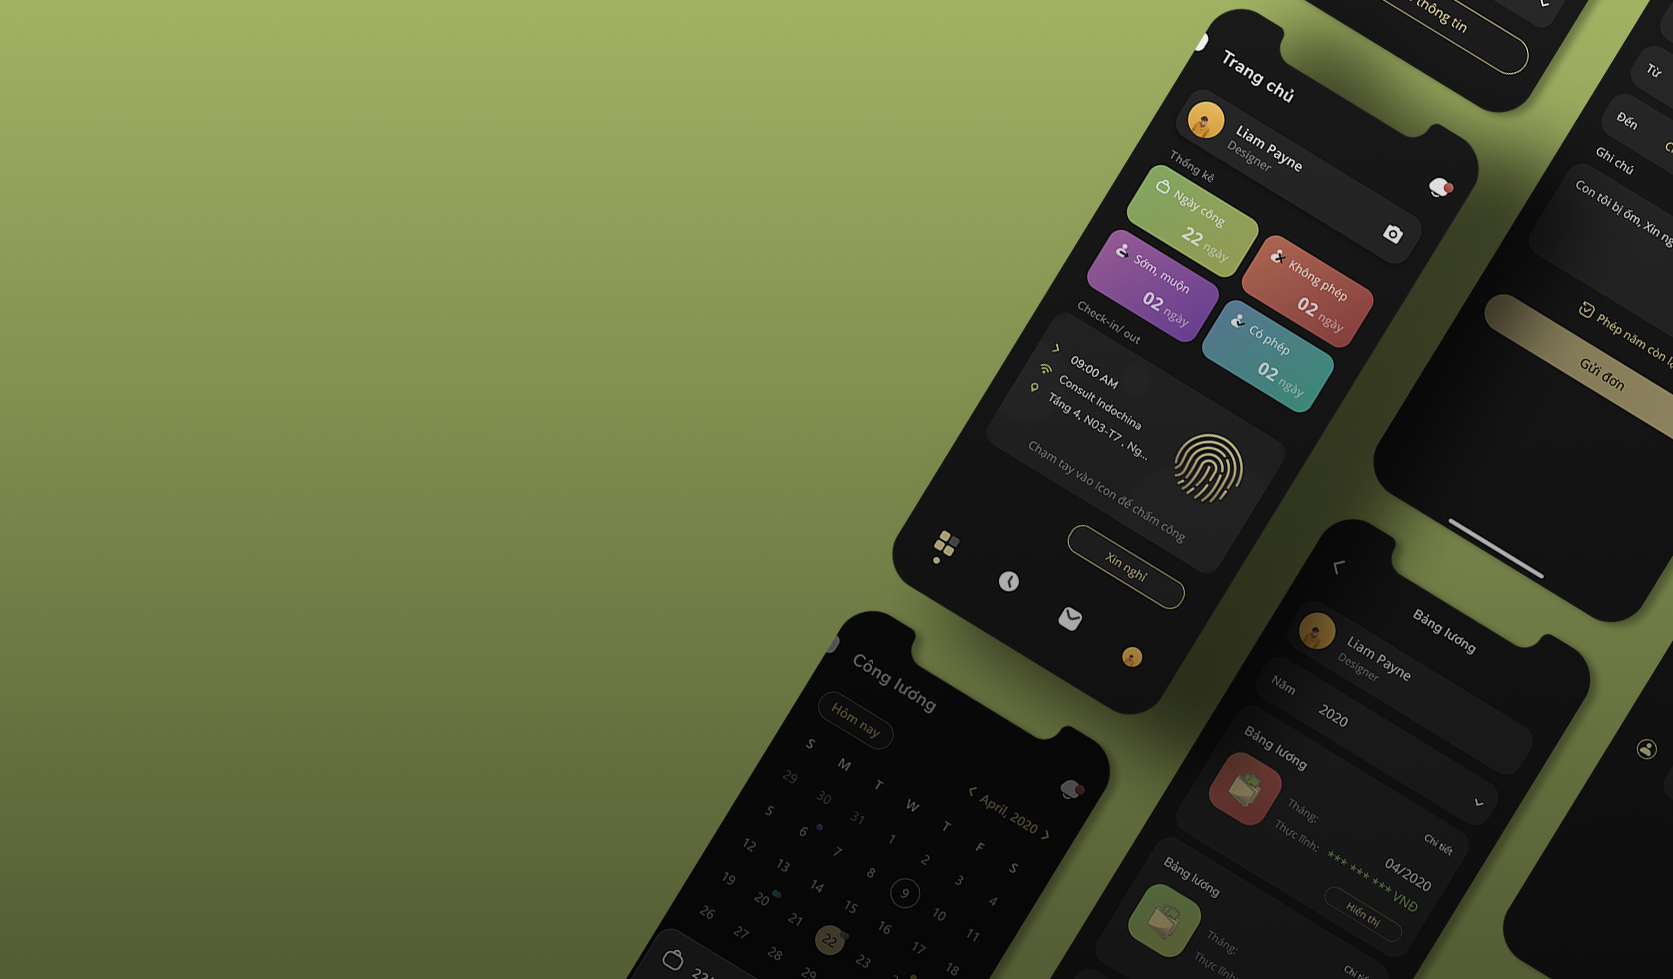 thông tin
Trang chủ
Liam Payne
Designer
Thống kê
Ngày công
22 ngày
Không phép
02 ngày
Sớm, muộn
02 ngày
Có phép
02 ngày
Check-in/ out
09:00 AM
Consult Indochina
Tầng 4, N03-T7 , Ng...
Chạm tay vào Icon để chấm công
Xin nghỉ
Từ
Đến
Ghi chú
Con tôi bị ốm, Xin ng
Phép năm còn lạ
Gửi đơn
Công lương
Hôm nay
April, 2020
S M T W T F S
29 30 31 1 2 3 4
5 6 7 8 9 10 11
12 13 14 15 16 17 18
19 20 21 22 23
26 27 28 29
Bảng lương
Liam Payne
Designer
Năm
2020
Bảng lương
Chi tiết
Tháng:
04/2020
Thực lĩnh:
*** *** *** VNĐ
Hiển thị
Bảng lương
Chi tiết
Tháng:
Thực lĩnh: